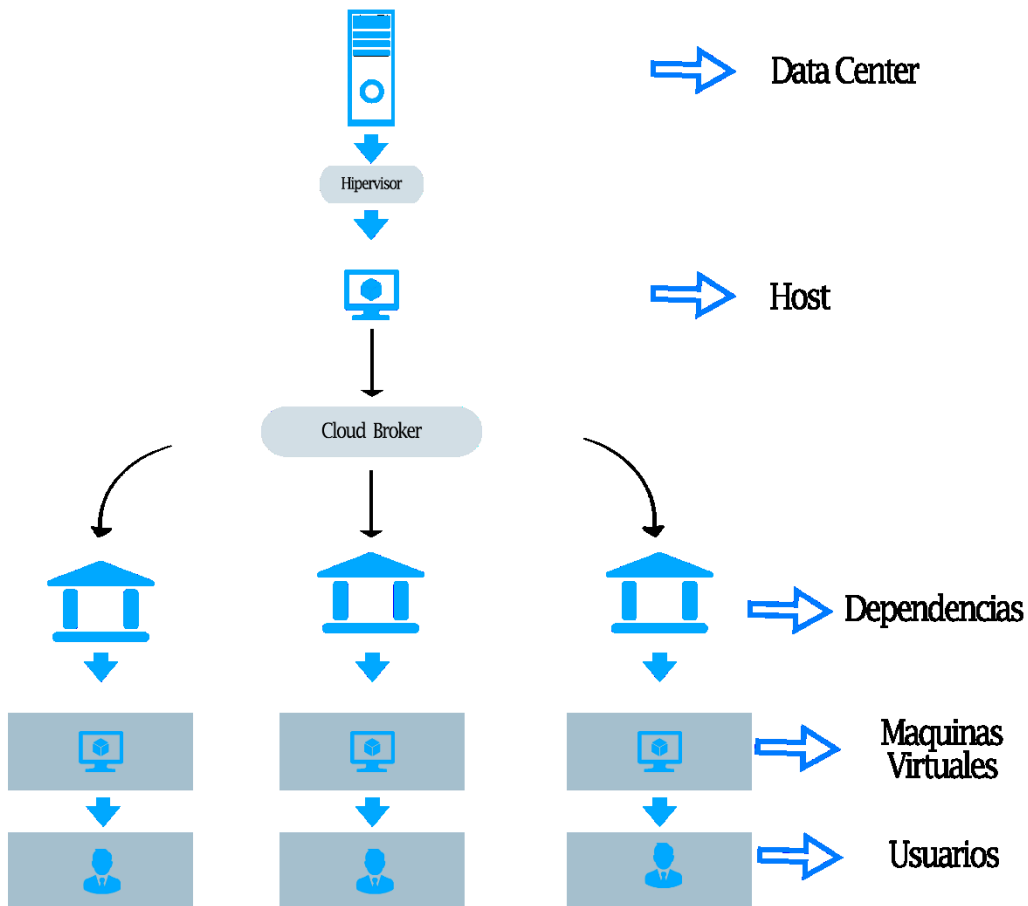 Data Center
Hipervisor
Host
Cloud Broker
Dependencias
Maquinas
Virtuales
Usuarios